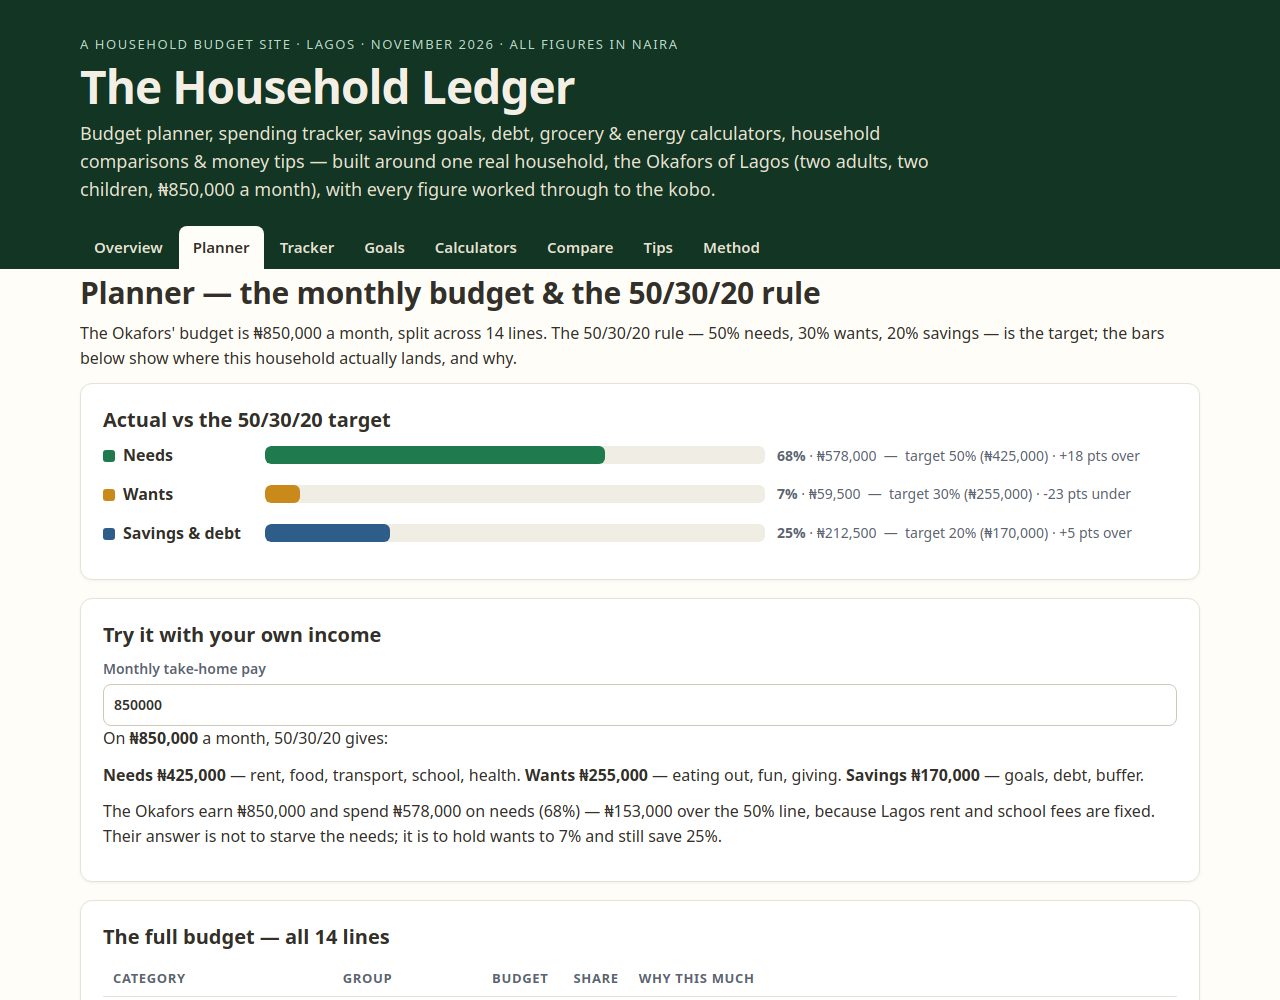 A HOUSEHOLD BUDGET SITE · LAGOS · NOVEMBER 2026 · ALL FIGURES IN NAIRA
The Household Ledger
Budget planner, spending tracker, savings goals, debt, grocery & energy calculators, household
comparisons & money tips — built around one real household, the Okafors of Lagos (two adults, two
children, ₦850,000 a month), with every figure worked through to the kobo.
Overview Planner Tracker Goals Calculators Compare Tips Method
Planner — the monthly budget & the 50/30/20 rule
The Okafors' budget is ₦850,000 a month, split across 14 lines. The 50/30/20 rule — 50% needs, 30% wants, 20% savings — is the target; the bars
below show where this household actually lands, and why.
Actual vs the 50/30/20 target
Needs 68% · ₦578,000 — target 50% (₦425,000) · +18 pts over
Wants 7% · ₦59,500 — target 30% (₦255,000) · -23 pts under
Savings & debt 25% · ₦212,500 — target 20% (₦170,000) · +5 pts over
Try it with your own income
Monthly take-home pay
850000
On ₦850,000 a month, 50/30/20 gives:
Needs ₦425,000 — rent, food, transport, school, health. Wants ₦255,000 — eating out, fun, giving. Savings ₦170,000 — goals, debt, buffer.
The Okafors earn ₦850,000 and spend ₦578,000 on needs (68%) — ₦153,000 over the 50% line, because Lagos rent and school fees are fixed.
Their answer is not to starve the needs; it is to hold wants to 7% and still save 25%.
The full budget — all 14 lines
CATEGORY GROUP BUDGET SHARE WHY THIS MUCH